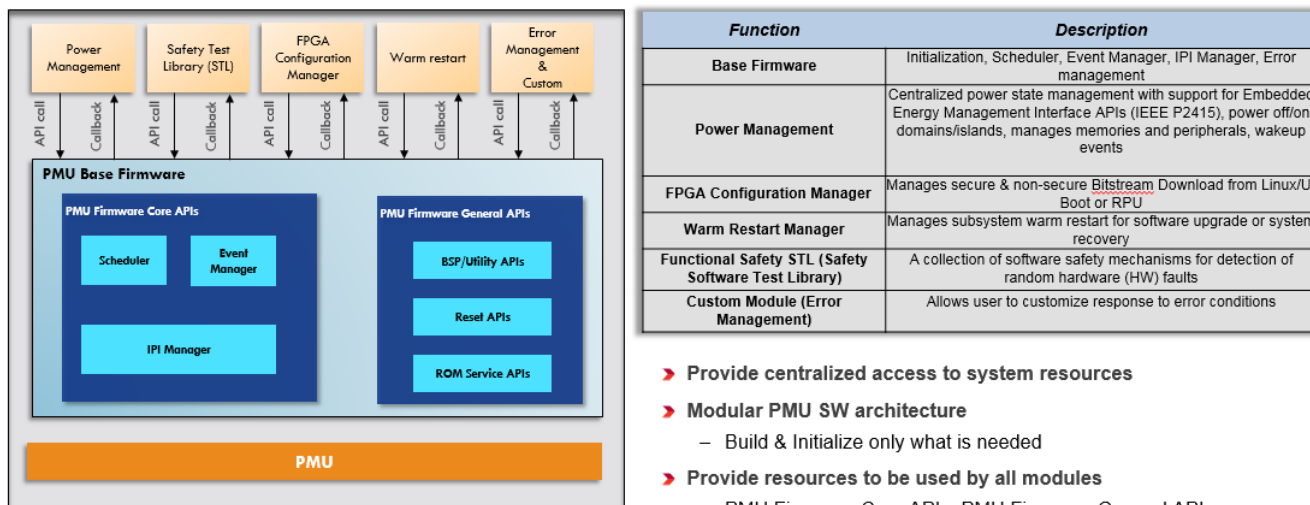 Power
Management
Safety Test
Library (STL)
FPGA
Configuration
Manager
Warm restart
Error
Management
&
Custom
API call
Callback
API call
Callback
API call
Callback
API call
Callback
API call
Callback
PMU Base Firmware
PMU Firmware Core APIs
Scheduler
Event
Manager
IPI Manager
PMU Firmware General APIs
BSP/Utility APIs
Reset APIs
ROM Service APIs
PMU
Function
Description
Base Firmware
Initialization, Scheduler, Event Manager, IPI Manager, Error
management
Power Management
Centralized power state management with support for Embedded
Energy Management Interface APIs (IEEE P2415), power off/on
domains/islands, manages memories and peripherals, wakeup
events
FPGA Configuration Manager
Manages secure & non-secure Bitstream Download from Linux/U
Boot or RPU
Warm Restart Manager
Manages subsystem warm restart for software upgrade or system
recovery
Functional Safety STL (Safety
Software Test Library)
A collection of software safety mechanisms for detection of
random hardware (HW) faults
Custom Module (Error
Management)
Allows user to customize response to error conditions
Provide centralized access to system resources
Modular PMU SW architecture
– Build & Initialize only what is needed
Provide resources to be used by all modules